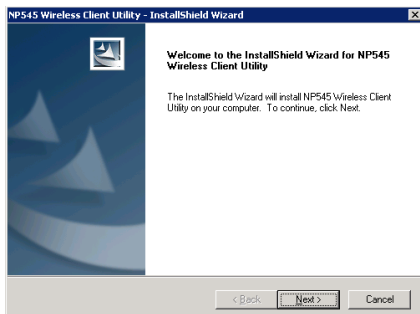 NP545 Wireless Client Utility - InstallShield Wizard
Welcome to the InstallShield Wizard for NP545
Wireless Client Utility
The InstallShield Wizard will install NP545 Wireless Client
Utility on your computer. To continue, click Next.
< Back
Next >
Cancel